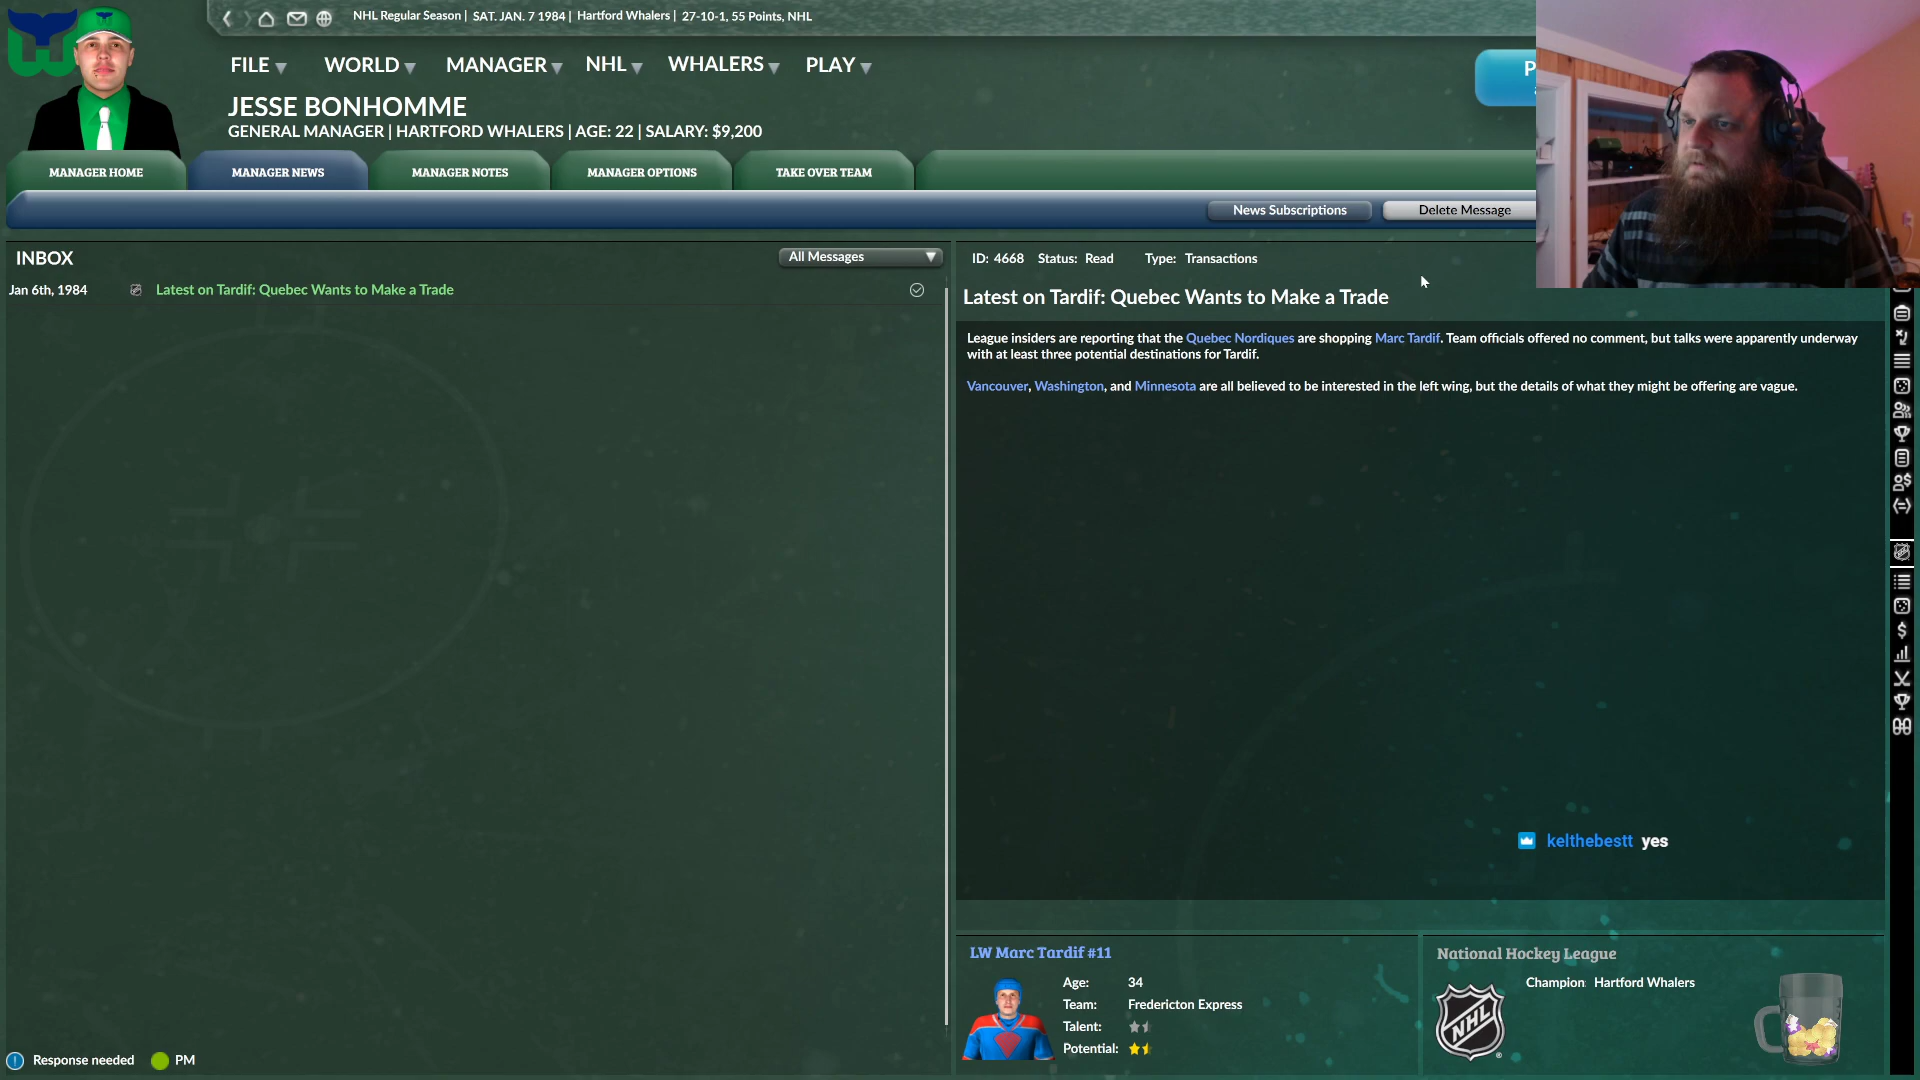 NHL Regular Season | SAT. JAN. 7 1984 | Hartford Whalers | 27-10-1, 55 Points, NHL
FILE WORLD MANAGER NHL WHALERS PLAY
P
JESSE BONHOMME
GENERAL MANAGER | HARTFORD WHALERS | AGE: 22 | SALARY: $9,200
MANAGER HOME MANAGER NEWS MANAGER NOTES MANAGER OPTIONS TAKE OVER TEAM
News Subscriptions Delete Message
INBOX All Messages
Jan 6th, 1984 Latest on Tardif: Quebec Wants to Make a Trade
ID: 4668 Status: Read Type: Transactions
Latest on Tardif: Quebec Wants to Make a Trade
League insiders are reporting that the Quebec Nordiques are shopping Marc Tardif. Team officials offered no comment, but talks were apparently underway
with at least three potential destinations for Tardif.
Vancouver, Washington, and Minnesota are all believed to be interested in the left wing, but the details of what they might be offering are vague.
kelthebestt yes
LW Marc Tardif #11
Age: 34
Team: Fredericton Express
Talent:
Potential:
National Hockey League
Champion: Hartford Whalers
NHL
Response needed PM